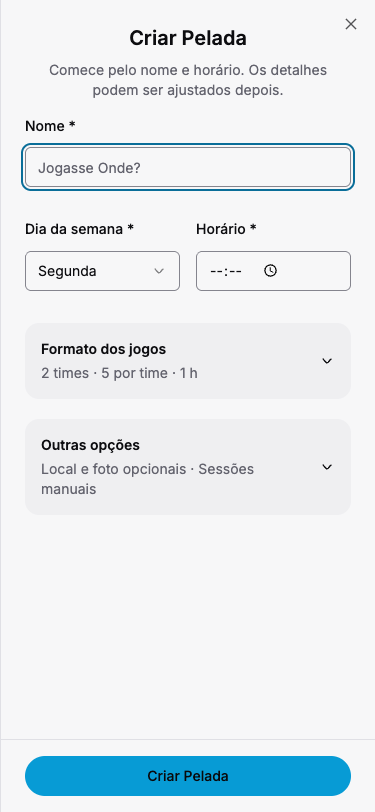 Criar Pelada
Comece pelo nome e horário. Os detalhes
podem ser ajustados depois.
Nome *
Jogasse Onde?
Dia da semana *
Horário *
Segunda
--:--
Formato dos jogos
2 times · 5 por time · 1 h
Outras opções
Local e foto opcionais · Sessões
manuais
Criar Pelada